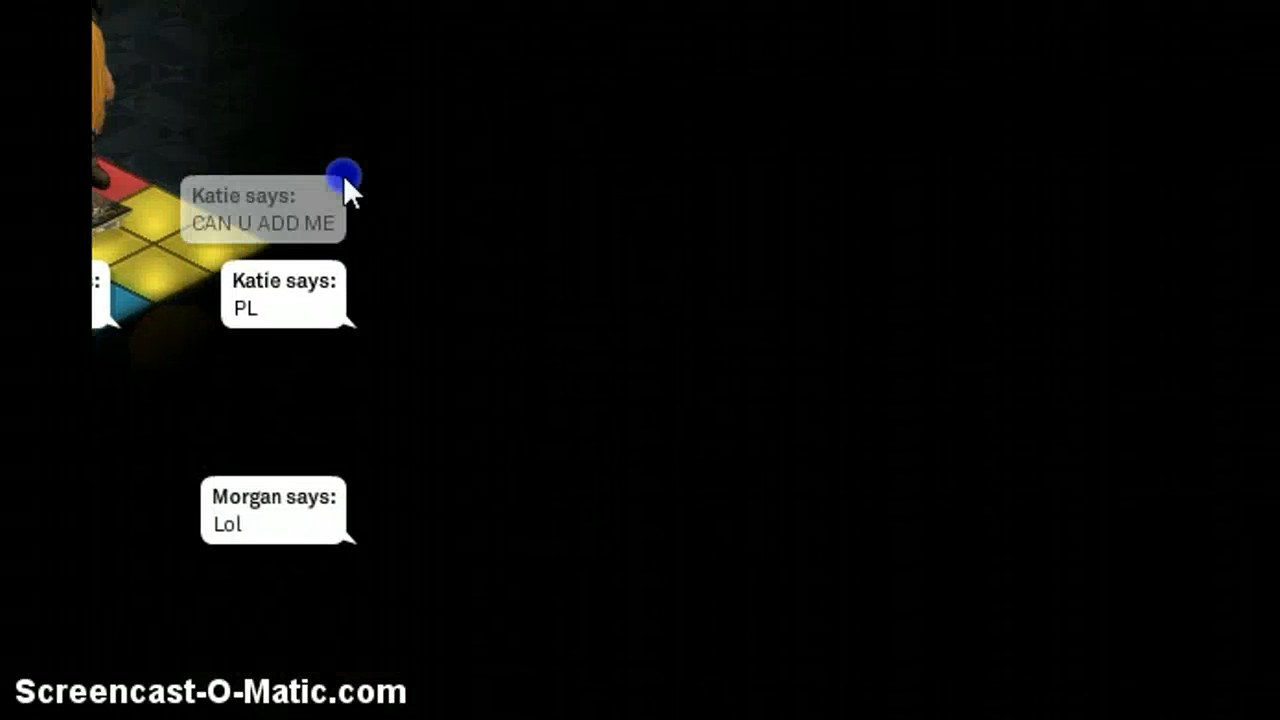 Katie says:
CAN U ADD ME
:
Katie says:
PL
Morgan says:
Lol
Screencast-O-Matic.com